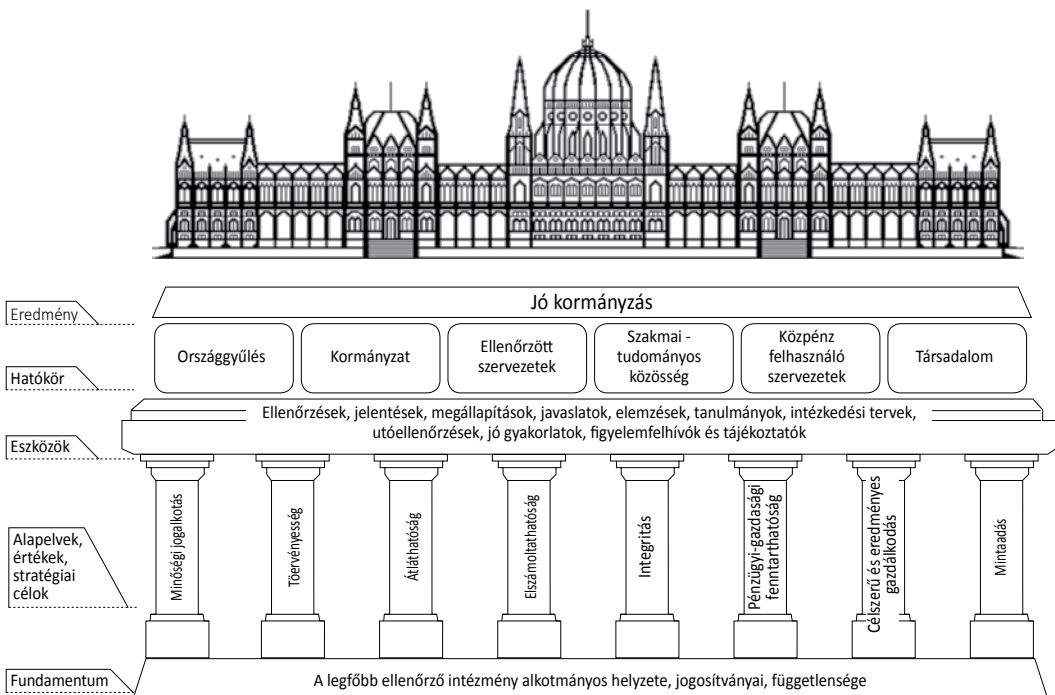 Eredmény
Jó kormányzás
Hatókör
Országgyűlés
Kormányzat
Ellenőrzött
szervezetek
Szakmai -
tudományos
közösség
Közpénz
felhasználó
szervezetek
Társadalom
Eszközök
Ellenőrzések, jelentések, megállapítások, javaslatok, elemzések, tanulmányok, intézkedési tervek,
utóellenőrzések, jó gyakorlatok, figyelemfelhívók és tájékoztatók
Alapelvek,
értékek,
stratégiai
célok
Minőségi jogalkotás
Töervényesség
Átláthatóság
Elszámoltathatóság
Integritás
Pénzügyi-gazdasági
fenntarthatóság
Célszerű és eredményes
gazdálkodás
Mintaadás
Fundamentum
A legfőbb ellenőrző intézmény alkotmányos helyzete, jogosítványai, függetlensége